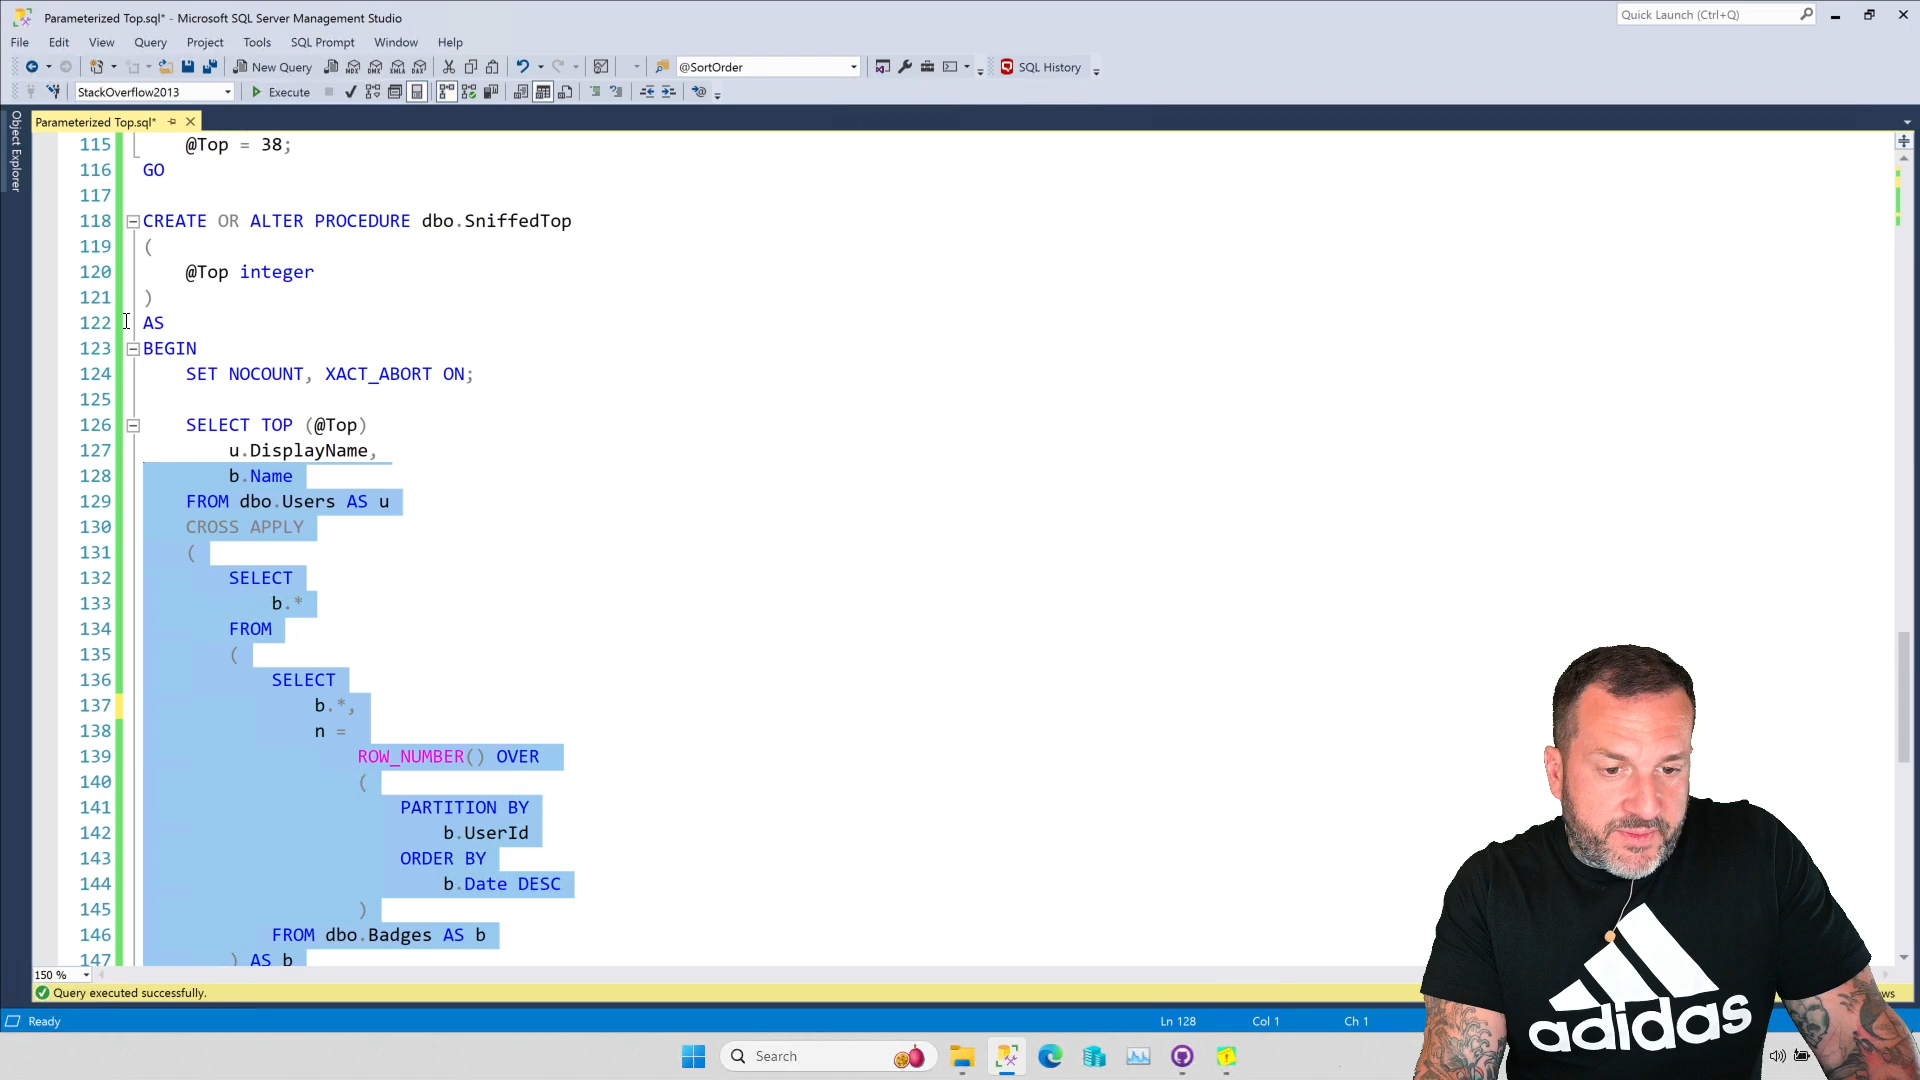 Parameterized Top.sql* - Microsoft SQL Server Management Studio
Quick Launch (Ctrl+Q)
File Edit View Query Project Tools SQL Prompt Window Help
New Query @SortOrder SQL History
StackOverflow2013 Execute
Object Explorer
Parameterized Top.sql*
115 @Top = 38;
116 GO
117
118 CREATE OR ALTER PROCEDURE dbo.SniffedTop
119 (
120 @Top integer
121 )
122 AS
123 BEGIN
124 SET NOCOUNT, XACT_ABORT ON;
125
126 SELECT TOP (@Top)
127 u.DisplayName,
128 b.Name
129 FROM dbo.Users AS u
130 CROSS APPLY
131 (
132 SELECT
133 b.*
134 FROM
135 (
136 SELECT
137 b.*,
138 n =
139 ROW_NUMBER() OVER
140 (
141 PARTITION BY
142 b.UserId
143 ORDER BY
144 b.Date DESC
145 )
146 FROM dbo.Badges AS b
147 ) AS b
150 %
Query executed successfully.
Ready Ln 128 Col 1 Ch 1
Search
adidas